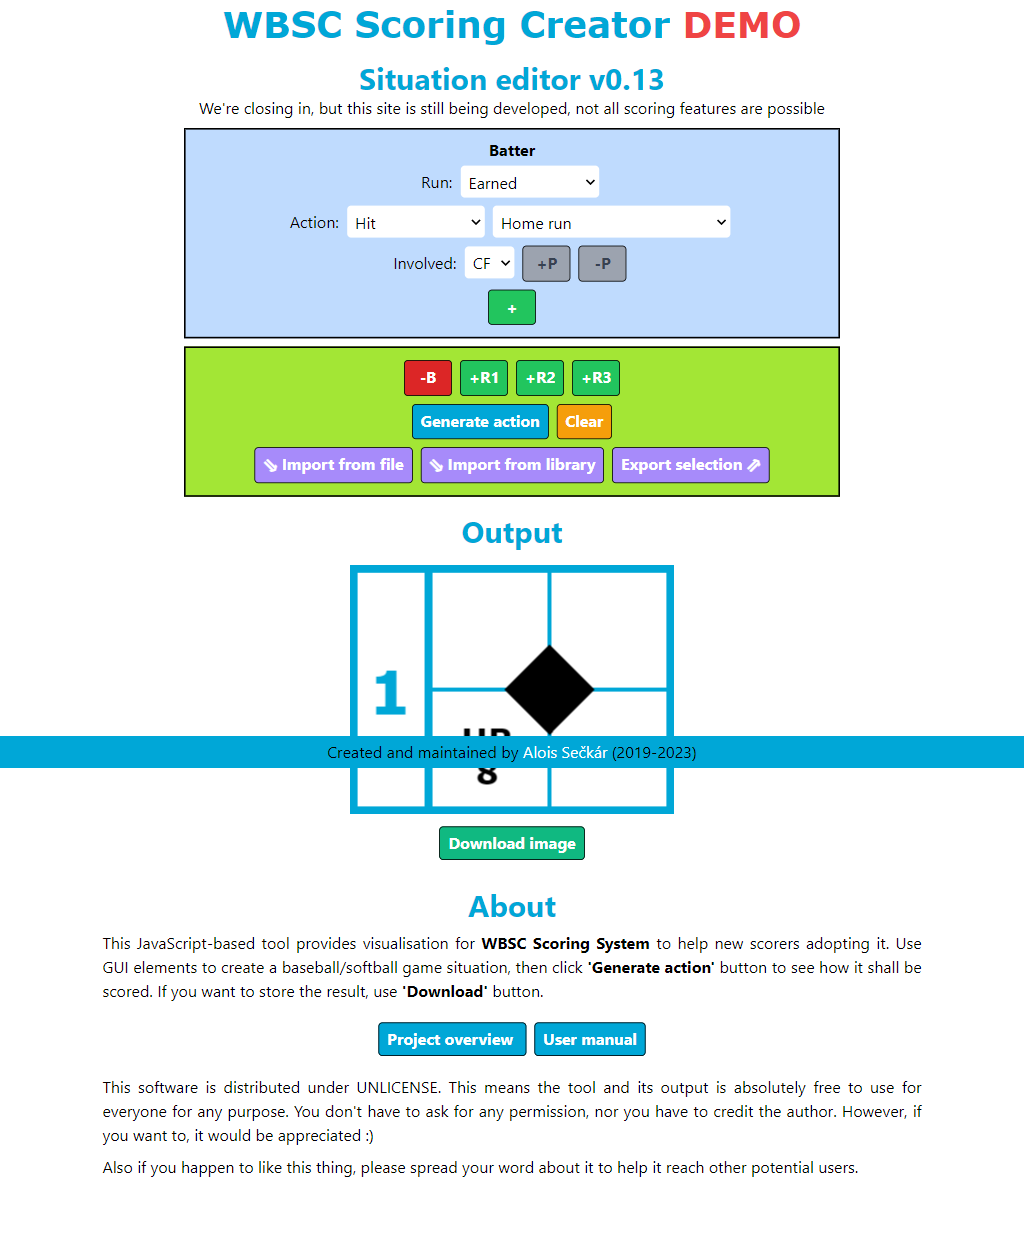 WBSC Scoring Creator DEMO
Situation editor v0.13
We're closing in, but this site is still being developed, not all scoring features are possible
Batter
Run: Earned
Action: Hit Home run
Involved: CF +P -P
+
-B +R1 +R2 +R3
Generate action Clear
⇘ Import from file ⇘ Import from library Export selection ⇗
Output
1
Created and maintained by Alois Sečkár (2019-2023)
8
Download image
About
This JavaScript-based tool provides visualisation for WBSC Scoring System to help new scorers adopting it. Use
GUI elements to create a baseball/softball game situation, then click 'Generate action' button to see how it shall be
scored. If you want to store the result, use 'Download' button.
Project overview User manual
This software is distributed under UNLICENSE. This means the tool and its output is absolutely free to use for
everyone for any purpose. You don't have to ask for any permission, nor you have to credit the author. However, if
you want to, it would be appreciated :)
Also if you happen to like this thing, please spread your word about it to help it reach other potential users.